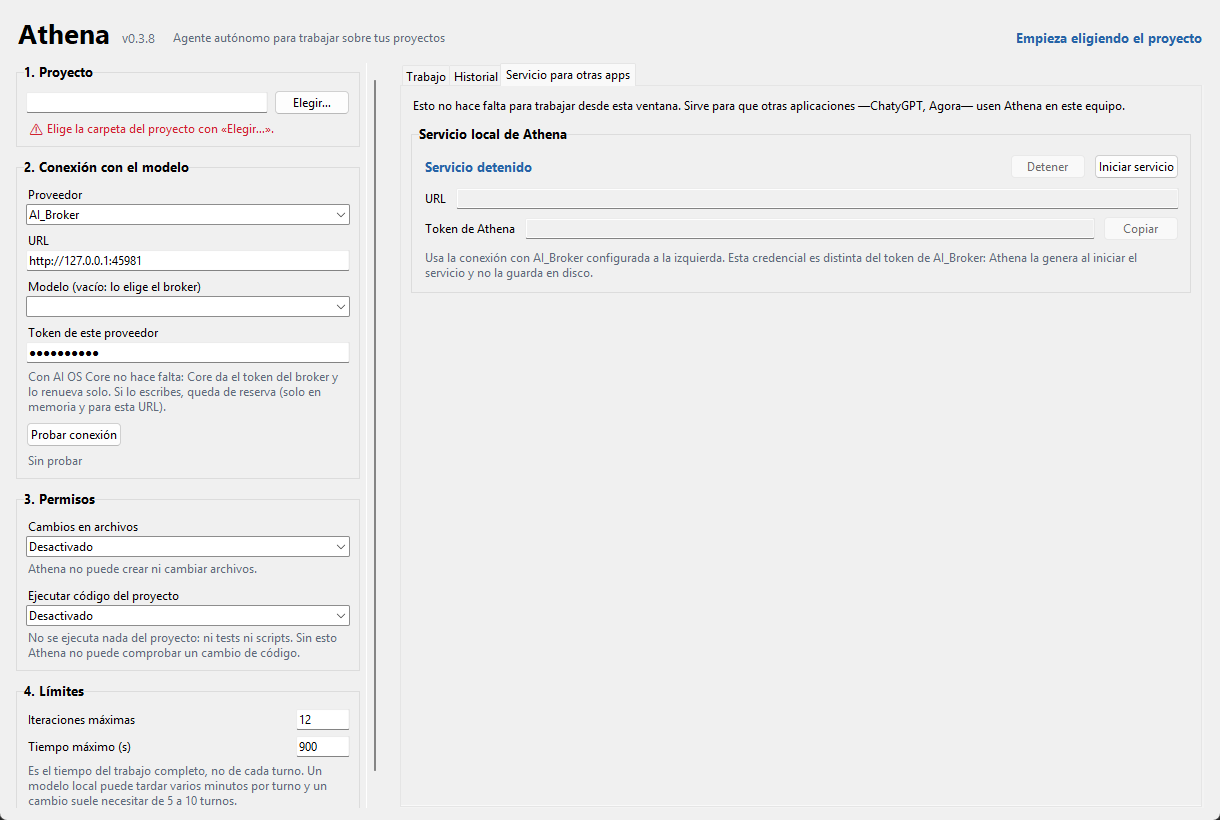 Athena v0.3.8 Agente autónomo para trabajar sobre tus proyectos
Empieza eligiendo el proyecto
1. Proyecto
Elegir...
⚠ Elige la carpeta del proyecto con «Elegir...».
2. Conexión con el modelo
Proveedor
AI_Broker
URL
http://127.0.0.1:45981
Modelo (vacío: lo elige el broker)
Token de este proveedor
●●●●●●●●●●
Con AI OS Core no hace falta: Core da el token del broker y
lo renueva solo. Si lo escribes, queda de reserva (solo en
memoria y para esta URL).
Probar conexión
Sin probar
3. Permisos
Cambios en archivos
Desactivado
Athena no puede crear ni cambiar archivos.
Ejecutar código del proyecto
Desactivado
No se ejecuta nada del proyecto: ni tests ni scripts. Sin esto
Athena no puede comprobar un cambio de código.
4. Límites
Iteraciones máximas 12
Tiempo máximo (s) 900
Es el tiempo del trabajo completo, no de cada turno. Un
modelo local puede tardar varios minutos por turno y un
cambio suele necesitar de 5 a 10 turnos.
Trabajo Historial Servicio para otras apps
Esto no hace falta para trabajar desde esta ventana. Sirve para que otras aplicaciones —ChatyGPT, Agora— usen Athena en este equipo.
Servicio local de Athena
Servicio detenido Detener Iniciar servicio
URL
Token de Athena Copiar
Usa la conexión con AI_Broker configurada a la izquierda. Esta credencial es distinta del token de AI_Broker: Athena la genera al iniciar el
servicio y no la guarda en disco.